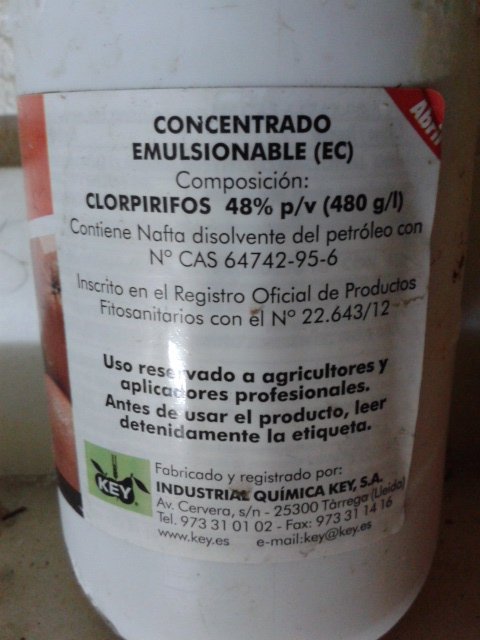 Abrir
CONCENTRADO
EMULSIONABLE (EC)
Composición:
CLORPIRIFOS 48% p/v (480 g/l)
Contiene Nafta disolvente del petróleo con
Nº CAS 64742-95-6
Inscrito en el Registro Oficial de Productos
Fitosanitarios con el Nº 22.643/12
Uso reservado a agricultores y
aplicadores profesionales.
Antes de usar el producto, leer
detenidamente la etiqueta.
KEY
Fabricado y registrado por:
INDUSTRIAL QUÍMICA KEY, S.A.
Av. Cervera, s/n - 25300 Tàrrega (Lleida)
Tel. 973 31 01 02 - Fax: 973 31 14 16
www.key.es e-mail:key@key.es